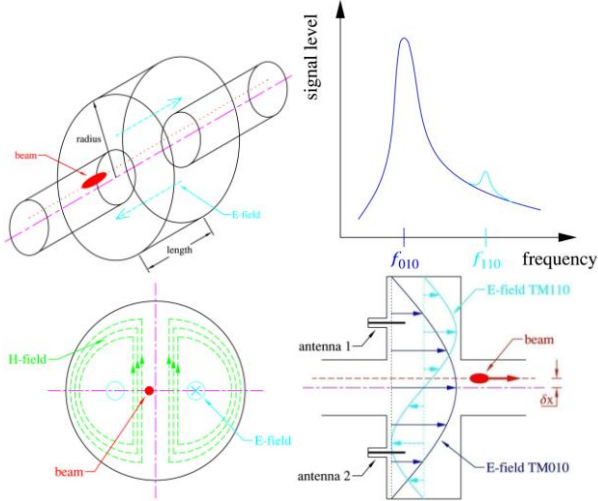 radius
beam
E-field
length
signal level
f010
f110
frequency
H-field
E-field
beam
E-field TM110
antenna 1
beam
δx
antenna 2
E-field TM010